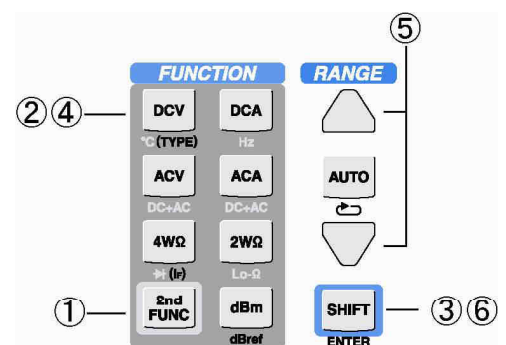 ⑤
FUNCTION RANGE
②④ DCV DCA
°C(TYPE) Hz
ACV ACA AUTO
DC+AC DC+AC
4WΩ 2WΩ
(IF) Lo-Ω
① 2nd FUNC dBm SHIFT ③⑥
dBref ENTER